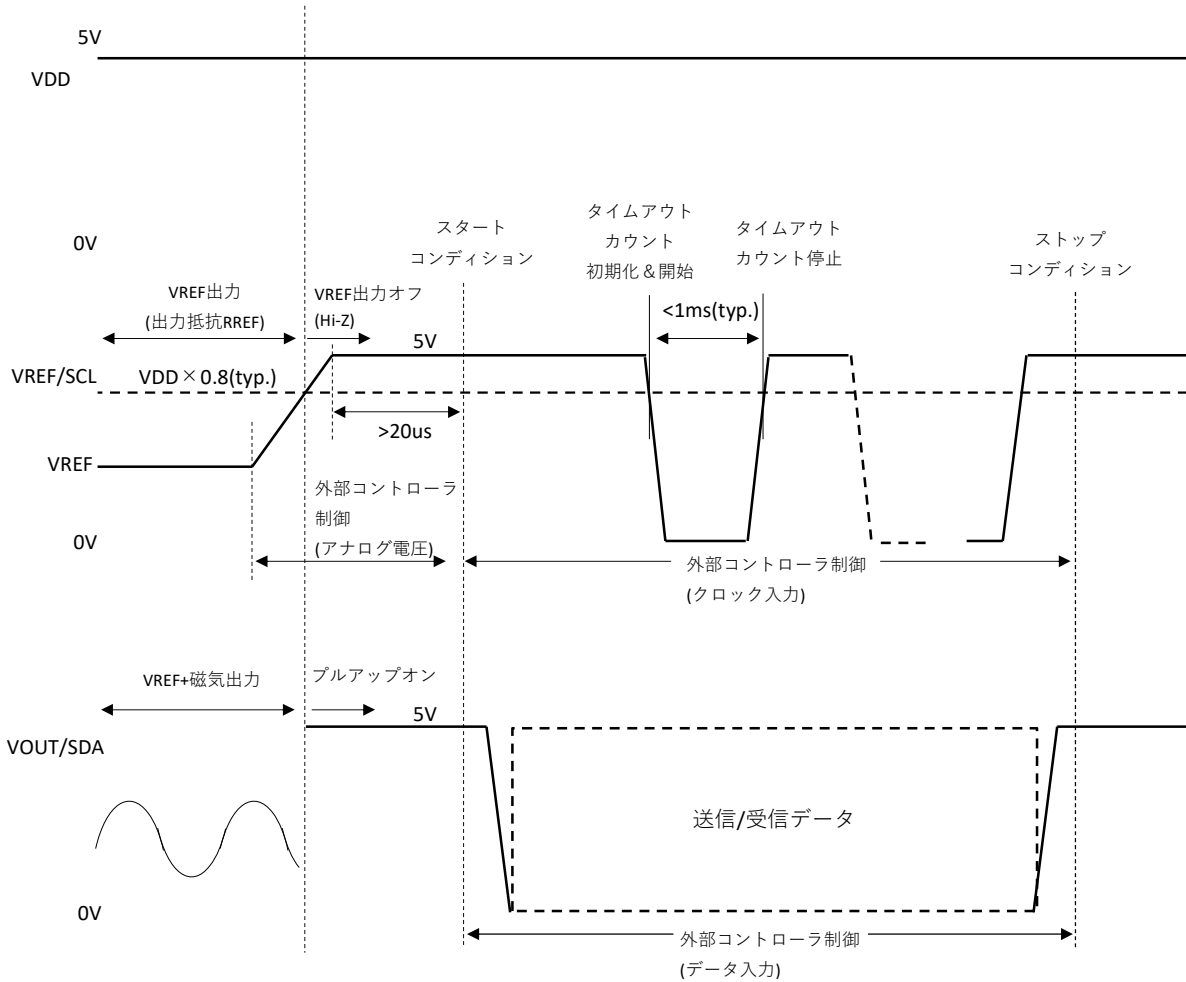 5V
VDD
0V
スタート
コンディション
タイムアウト
カウント
初期化＆開始
タイムアウト
カウント停止
ストップ
コンディション
VREF出力
(出力抵抗RREF)
VREF出力オフ
(Hi-Z)
<1ms(typ.)
5V
VREF/SCL
VDD×0.8(typ.)
>20us
VREF
外部コントローラ
制御
(アナログ電圧)
0V
外部コントローラ制御
(クロック入力)
VREF+磁気出力
プルアップオン
5V
VOUT/SDA
送信/受信データ
0V
外部コントローラ制御
(データ入力)